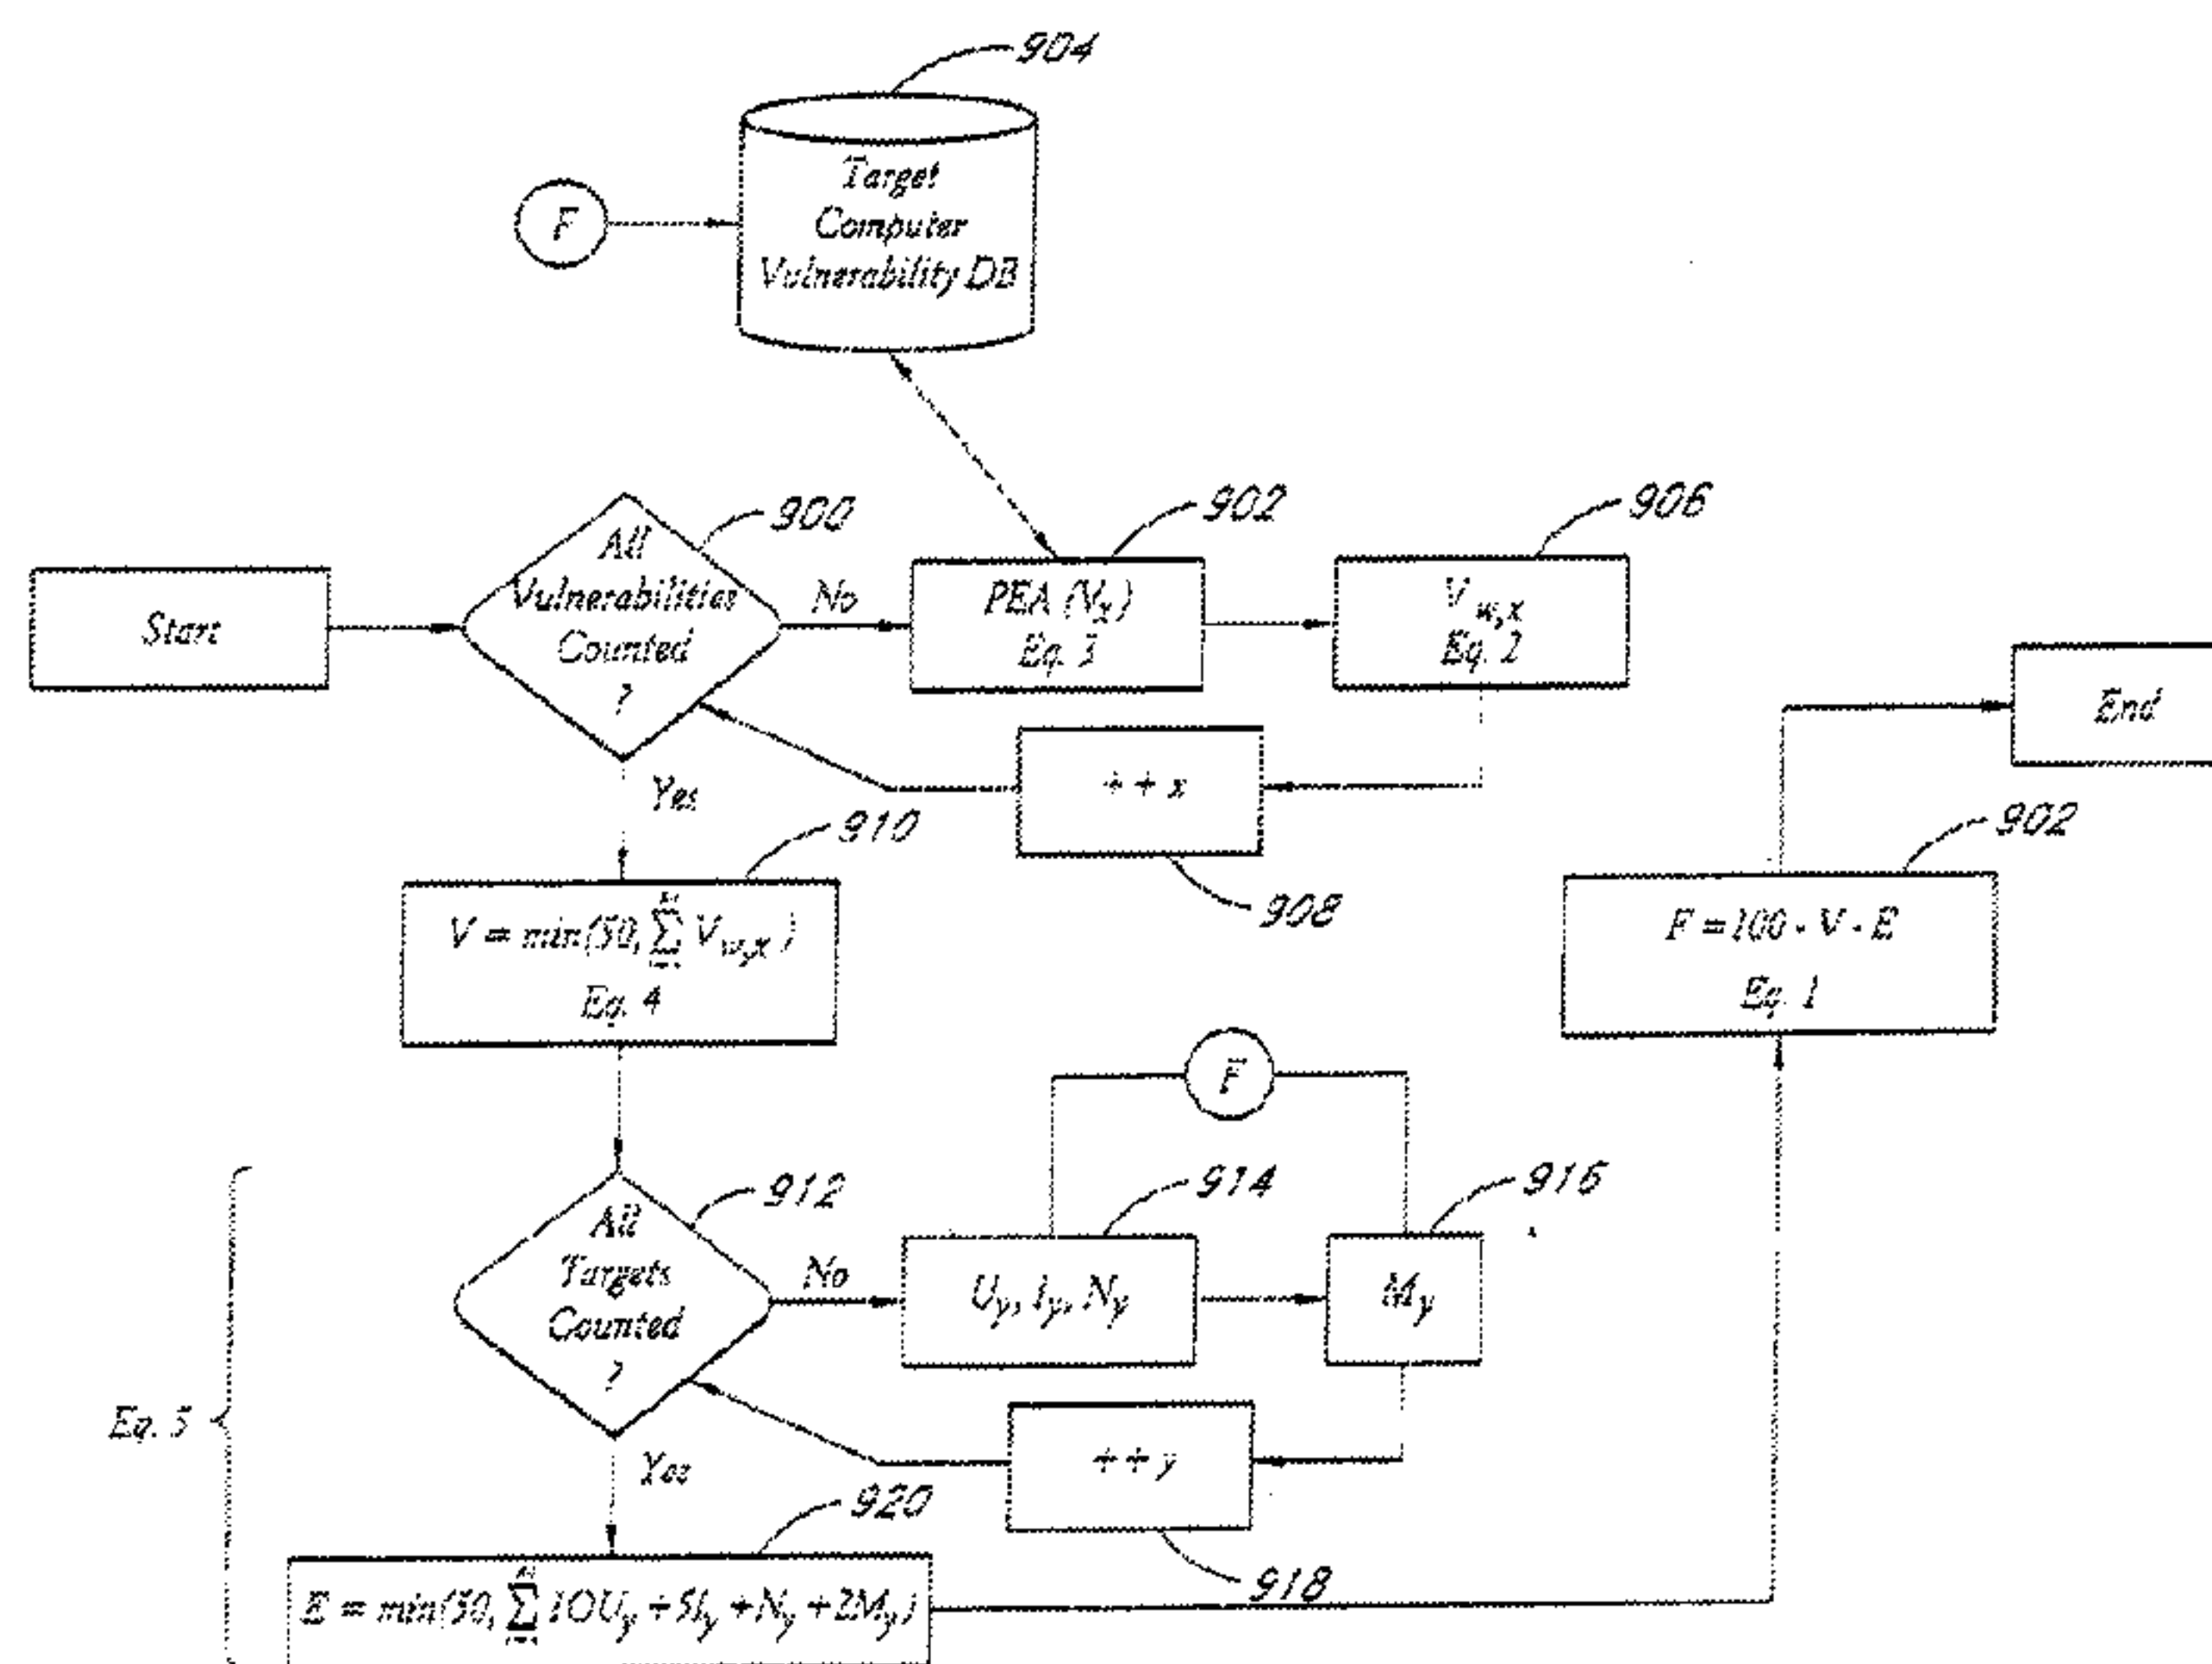 904
Target
Computer
Vulnerability DB
F
900
902
906
Start
All
Vulnerabilities
Counted
?
No
PEA (Vx)
Eq. 3
Vw,x
Eq. 2
End
++x
Yes
910
908
902
V = min(50, ∑ Vw,x)
Eq. 4
F = 100 - V - E
Eq. 1
F
912
914
916
All
Targets
Counted
?
No
Uy, Iy, Ny
My
Eq. 5
++y
Yes
920
918
E = min(50, ∑ 10Uy + 5Iy + Ny + 2My)